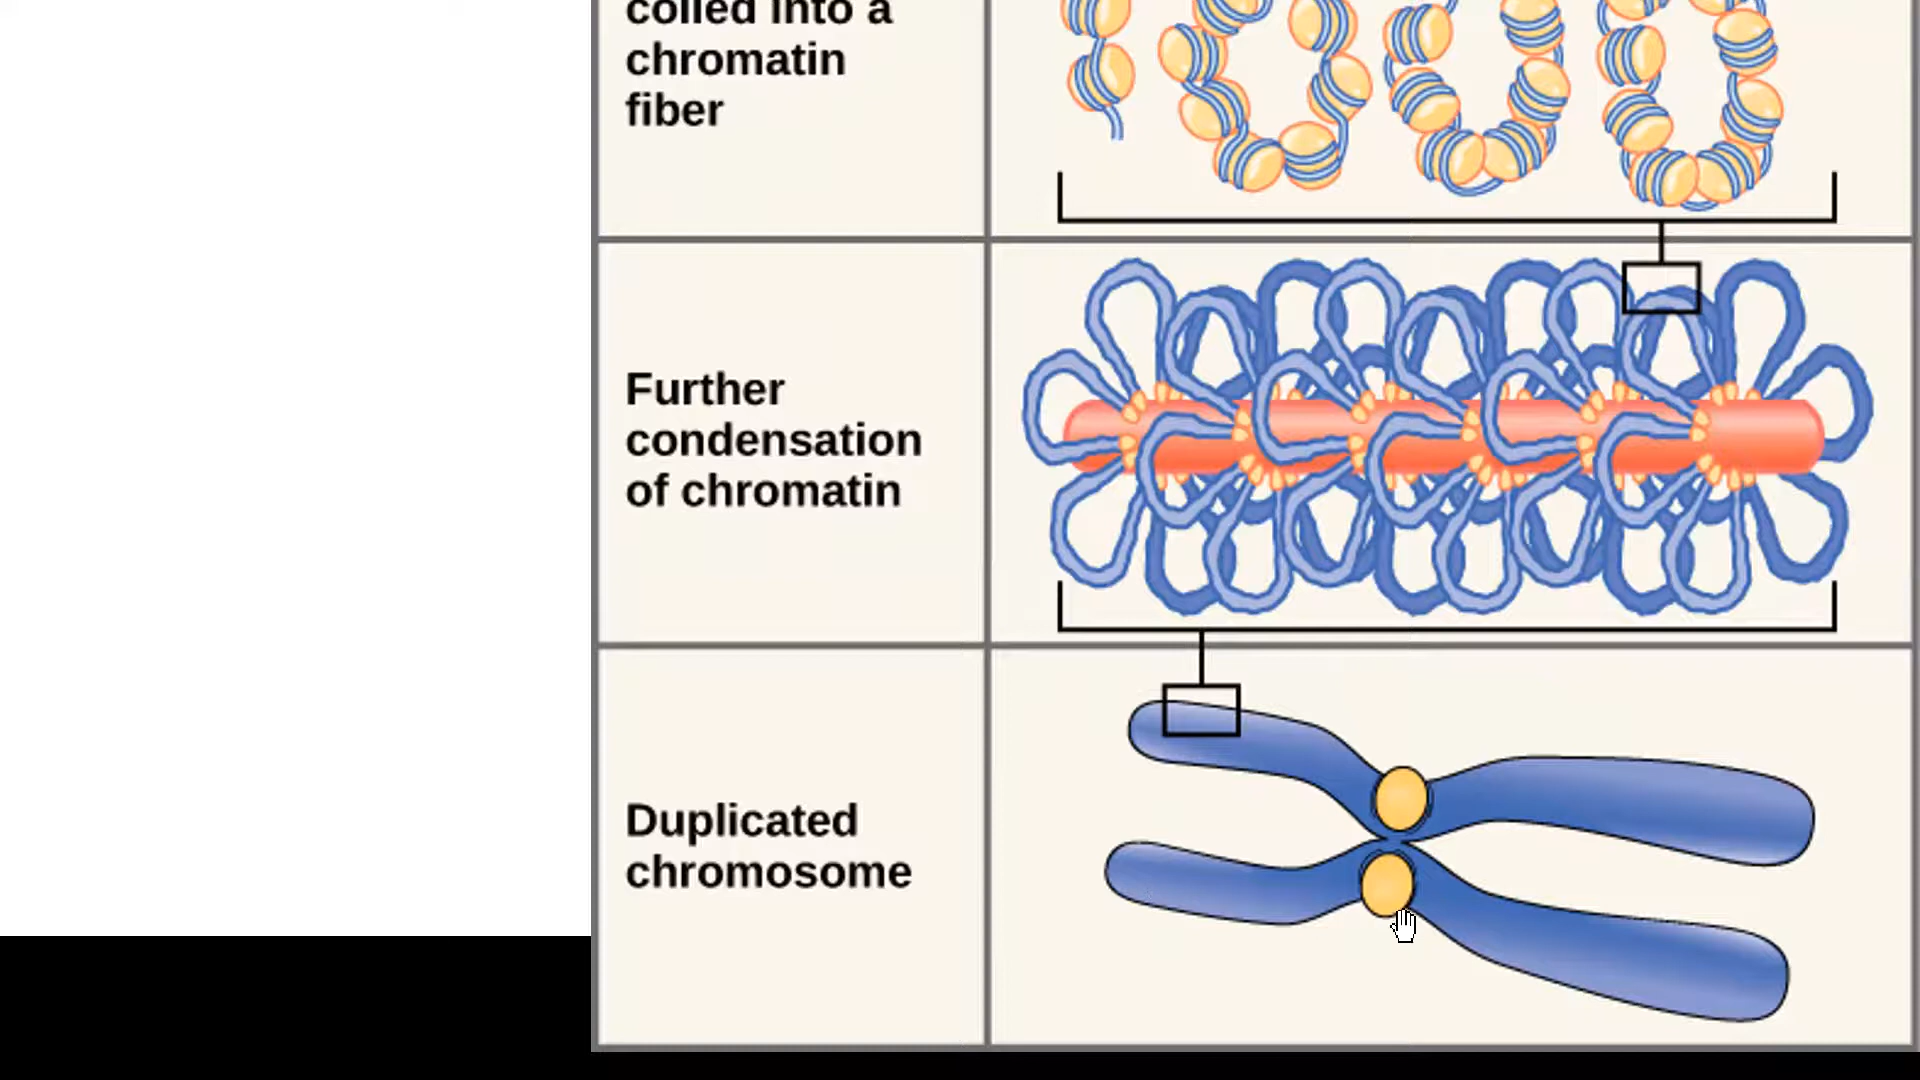 coiled into a
chromatin
fiber
Further
condensation
of chromatin
Duplicated
chromosome